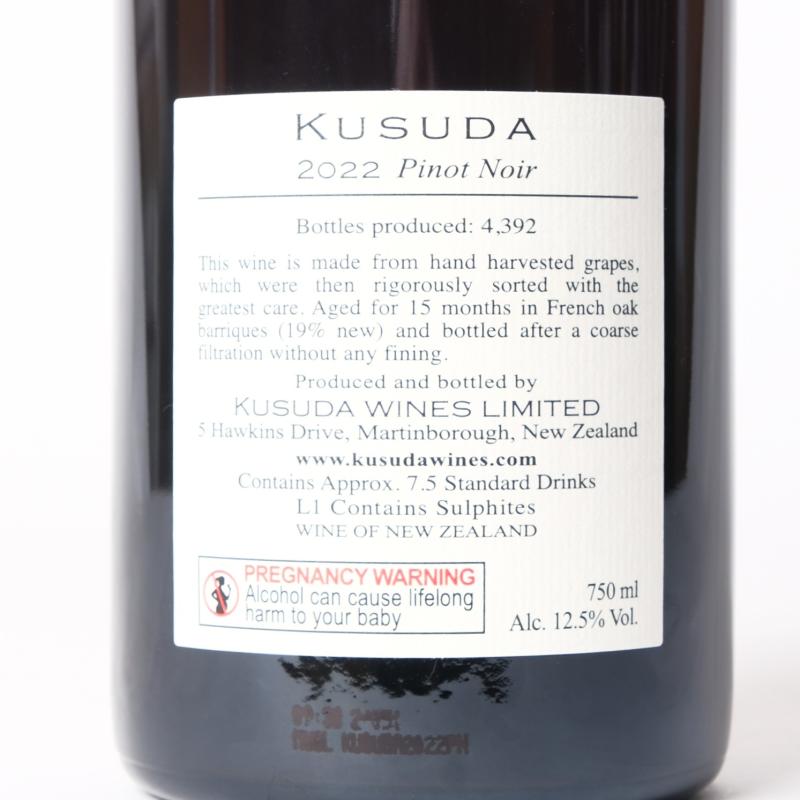 KUSUDA
2022 Pinot Noir
Bottles produced: 4,392
This wine is made from hand harvested grapes,
which were then rigorously sorted with the
greatest care. Aged for 15 months in French oak
barriques (19% new) and bottled after a coarse
filtration without any fining.
Produced and bottled by
KUSUDA WINES LIMITED
5 Hawkins Drive, Martinborough, New Zealand
www.kusudawines.com
Contains Approx. 7.5 Standard Drinks
L1 Contains Sulphites
WINE OF NEW ZEALAND
PREGNANCY WARNING
Alcohol can cause lifelong
harm to your baby
750 ml
Alc. 12.5% Vol.
KUSUDA2022PN